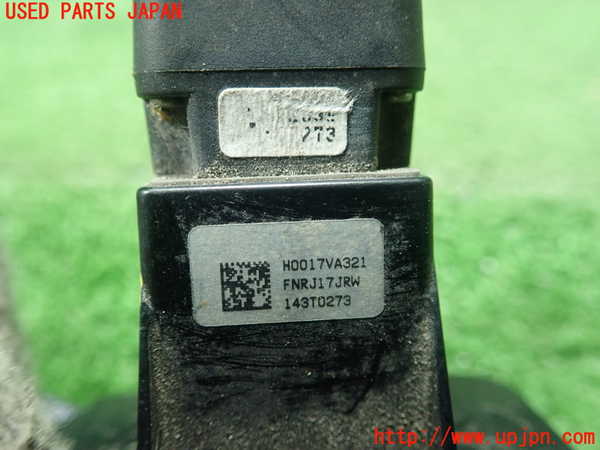 USED PARTS JAPAN
273
H0017VA321
FNRJ17JRW
143T0273
http://www.upjpn.com/